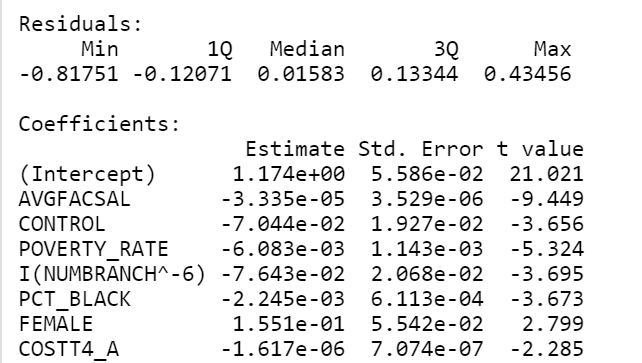 Residuals:
Min 1Q Median 3Q Max
-0.81751 -0.12071 0.01583 0.13344 0.43456
Coefficients:
Estimate Std. Error t value
(Intercept) 1.174e+00 5.586e-02 21.021
AVGFACSAL -3.335e-05 3.529e-06 -9.449
CONTROL -7.044e-02 1.927e-02 -3.656
POVERTY_RATE -6.083e-03 1.143e-03 -5.324
I(NUMBRANCH^-6) -7.643e-02 2.068e-02 -3.695
PCT_BLACK -2.245e-03 6.113e-04 -3.673
FEMALE 1.551e-01 5.542e-02 2.799
COSTT4_A -1.617e-06 7.074e-07 -2.285